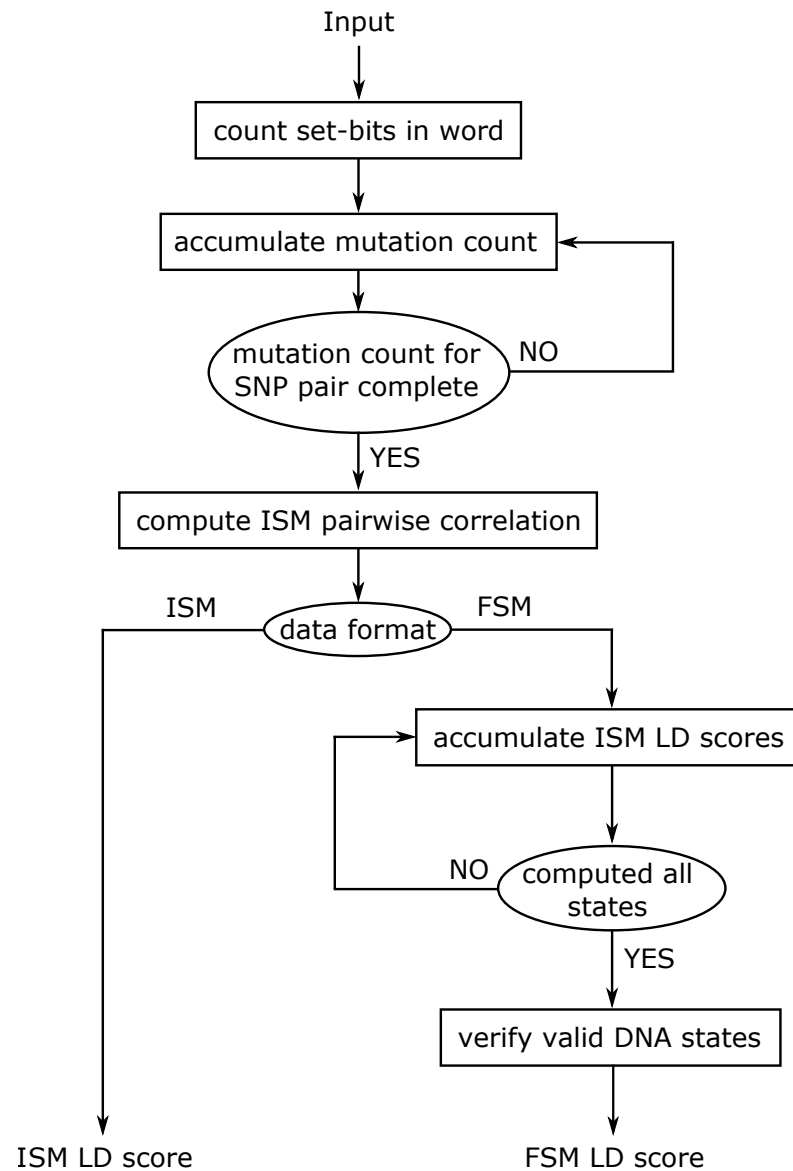 Input
count set-bits in word
accumulate mutation count
mutation count for
SNP pair complete
NO
YES
compute ISM pairwise correlation
ISM
data format
FSM
accumulate ISM LD scores
NO
computed all
states
YES
verify valid DNA states
ISM LD score
FSM LD score